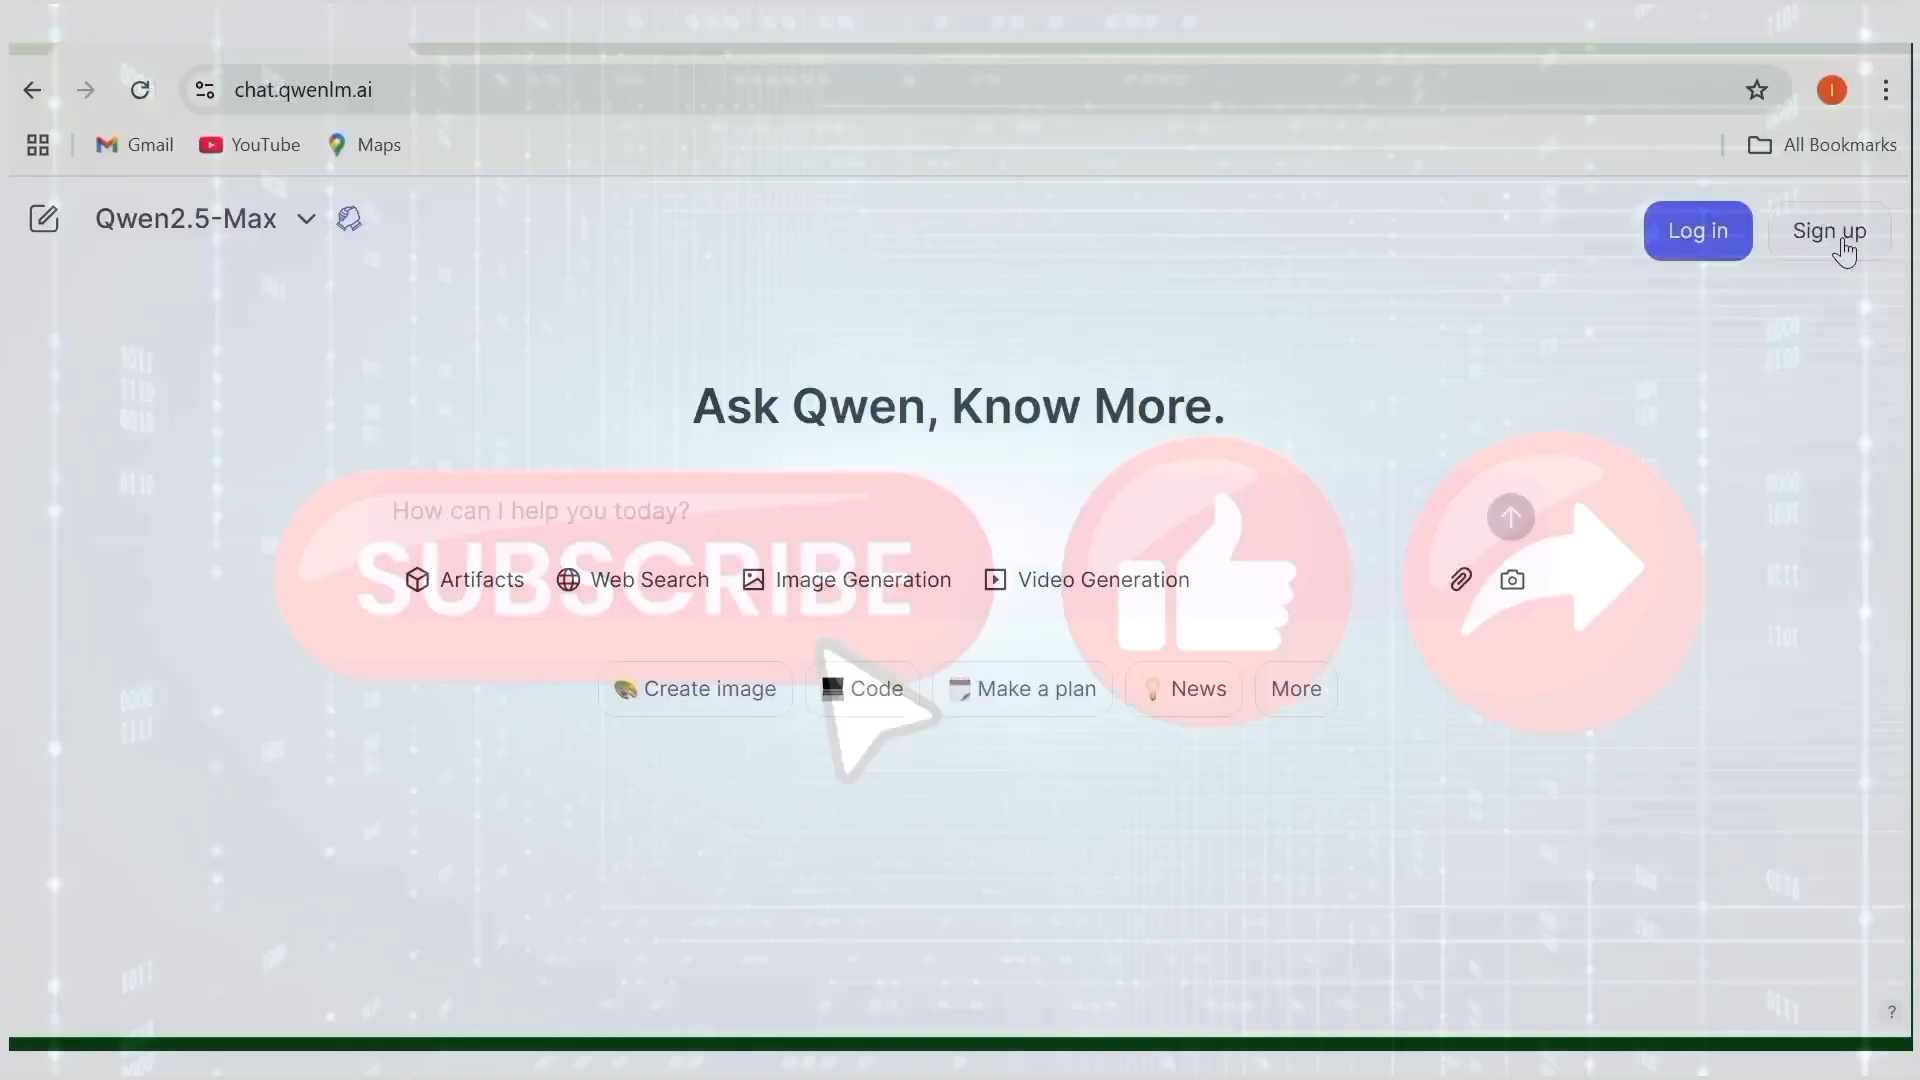 chat.qwenlm.ai
Gmail YouTube Maps All Bookmarks
Qwen2.5-Max Log in Sign up
Ask Qwen, Know More.
How can I help you today?
SUBSCRIBE
Artifacts Web Search Image Generation Video Generation
Create image Code Make a plan News More
?